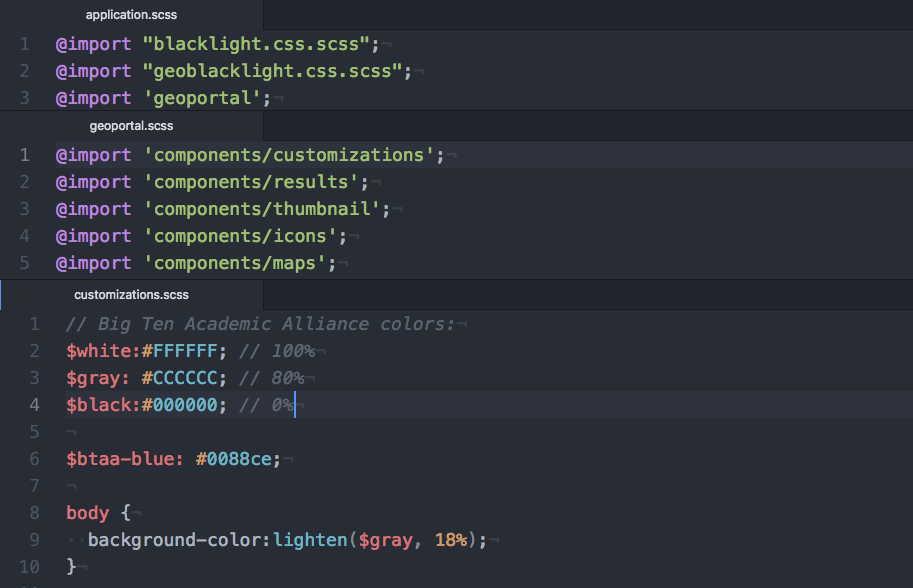 application.scss
1 @import "blacklight.css.scss";¬
2 @import "geoblacklight.css.scss";¬
3 @import 'geoportal';¬
geoportal.scss
1 @import 'components/customizations';¬
2 @import 'components/results';¬
3 @import 'components/thumbnail';¬
4 @import 'components/icons';¬
5 @import 'components/maps';¬
customizations.scss
1 // Big Ten Academic Alliance colors:¬
2 $white:#FFFFFF; // 100%¬
3 $gray: #CCCCCC; // 80%¬
4 $black:#000000; // 0%¬
5 ¬
6 $btaa-blue: #0088ce;¬
7 ¬
8 body {¬
9 ··background-color:lighten($gray, 18%);¬
10 }¬